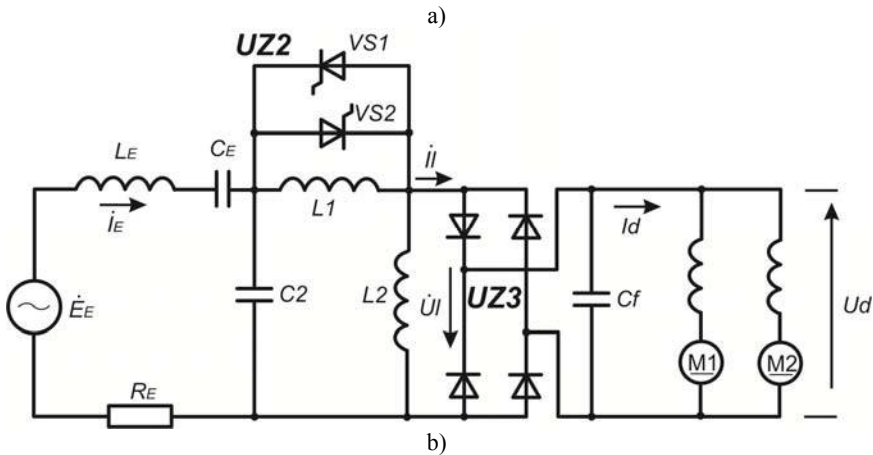 a)
UZ2
VS1
VS2
LE
CE
İE
L1
İl
Id
ĖE
C2
L2
U̇l
UZ3
Cf
M1
M2
Ud
RE
b)